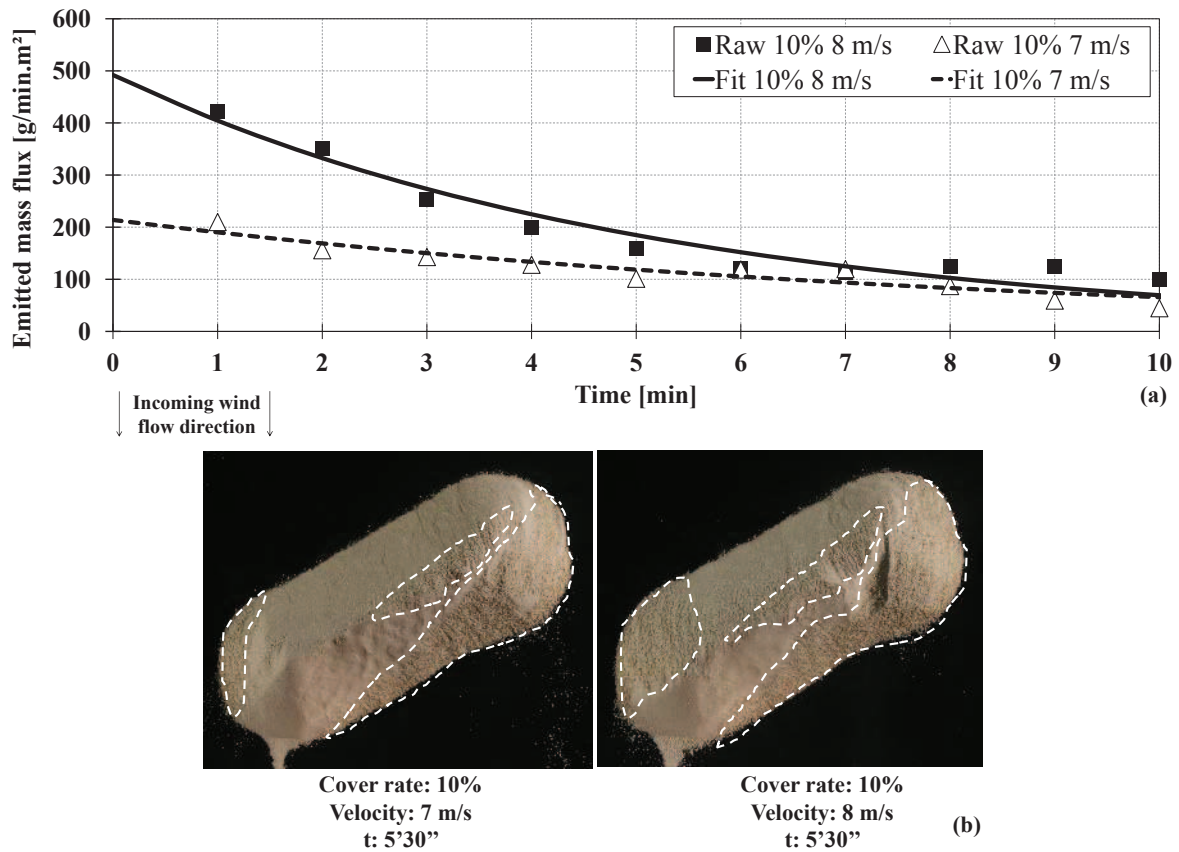 600
500
400
300
200
100
0
Emitted mass flux [g/min.m²]
Raw 10% 8 m/s
Raw 10% 7 m/s
Fit 10% 8 m/s
Fit 10% 7 m/s
0 1 2 3 4 5 6 7 8 9 10
Time [min]
(a)
Incoming wind
flow direction
Cover rate: 10%
Velocity: 7 m/s
t: 5’30”
Cover rate: 10%
Velocity: 8 m/s
t: 5’30”
(b)